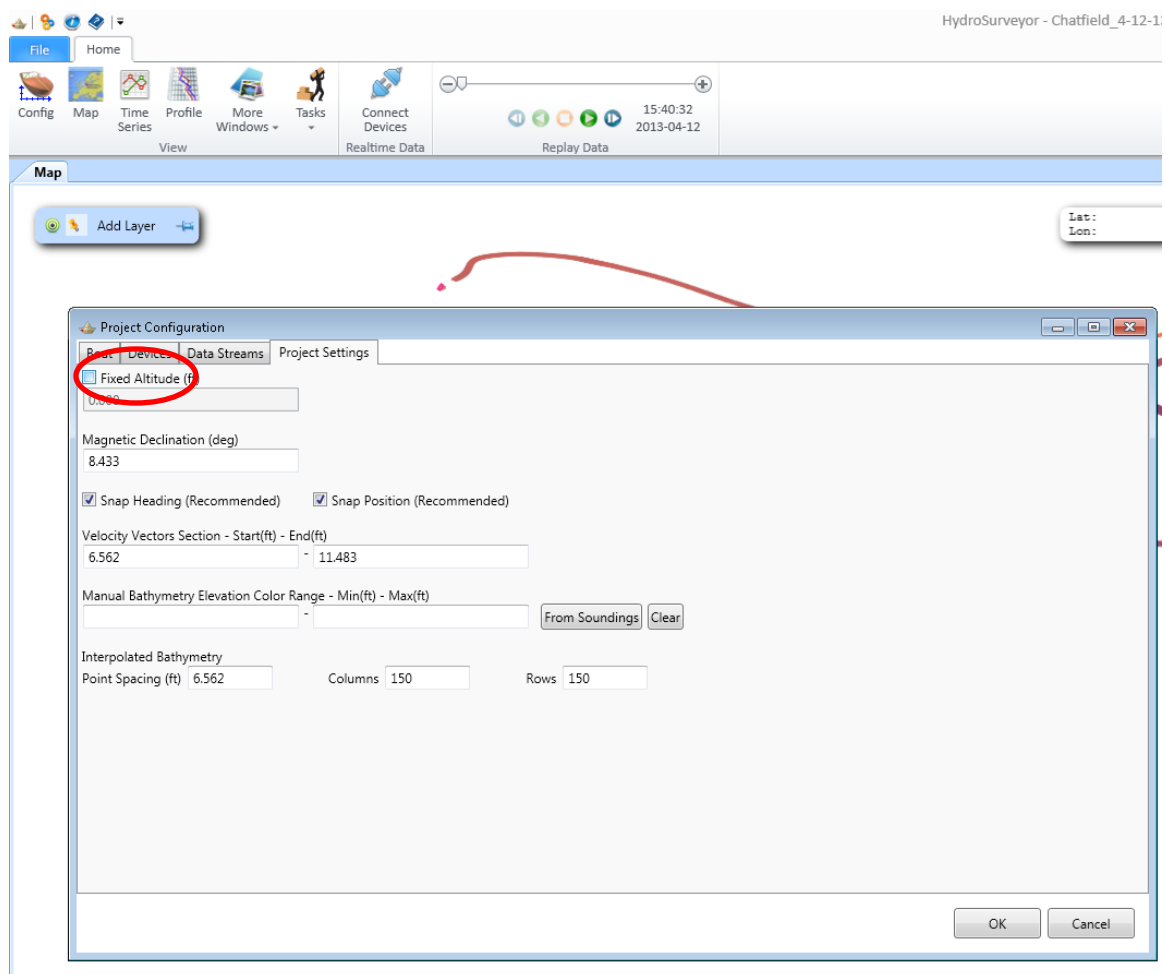 HydroSurveyor - Chatfield_4-12-13
File Home
Config Map Time Series Profile More Windows Tasks Connect Devices 15:40:32 2013-04-12
View Realtime Data Replay Data
Map
Add Layer
Lat:
Lon:
Project Configuration
Boat Devices Data Streams Project Settings
Fixed Altitude (ft)
0.000
Magnetic Declination (deg)
8.433
Snap Heading (Recommended) Snap Position (Recommended)
Velocity Vectors Section - Start(ft) - End(ft)
6.562 - 11.483
Manual Bathymetry Elevation Color Range - Min(ft) - Max(ft)
- From Soundings Clear
Interpolated Bathymetry
Point Spacing (ft) 6.562 Columns 150 Rows 150
OK Cancel